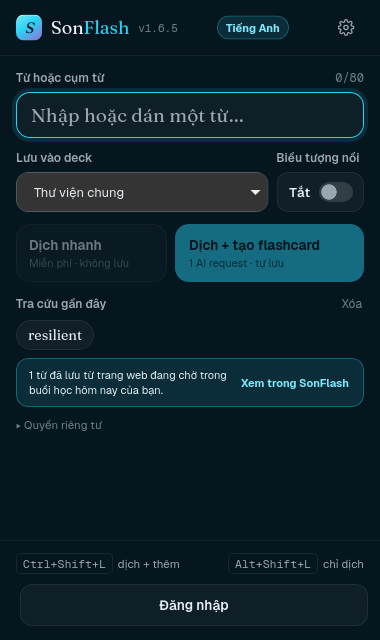 S SonFlash v1.6.5 Tiếng Anh
Từ hoặc cụm từ 0/80
Nhập hoặc dán một từ...
Lưu vào deck Biểu tượng nổi
Thư viện chung Tắt
Dịch nhanh Dịch + tạo flashcard
Miễn phí · không lưu 1 AI request · tự lưu
Tra cứu gần đây Xóa
resilient
1 từ đã lưu từ trang web đang chờ trong
buổi học hôm nay của bạn.
Xem trong SonFlash
▸ Quyền riêng tư
Ctrl+Shift+L dịch + thêm Alt+Shift+L chỉ dịch
Đăng nhập